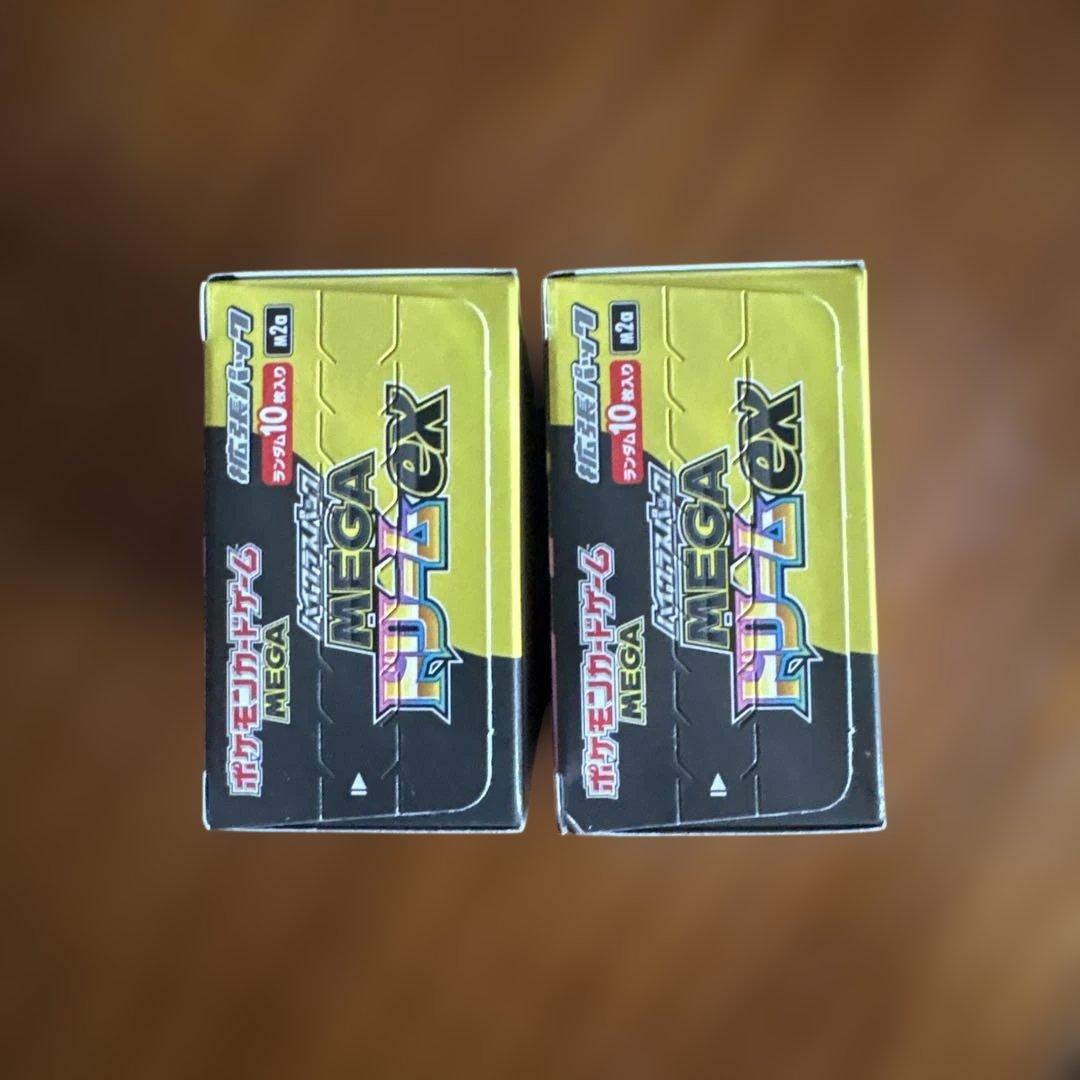 拡張パック
M2a
ランダム10枚入り
ポケモンカードゲーム
MEGA
ハイクラスパック
MEGA
ドリームex
拡張パック
M2a
ランダム10枚入り
ポケモンカードゲーム
MEGA
ハイクラスパック
MEGA
ドリームex